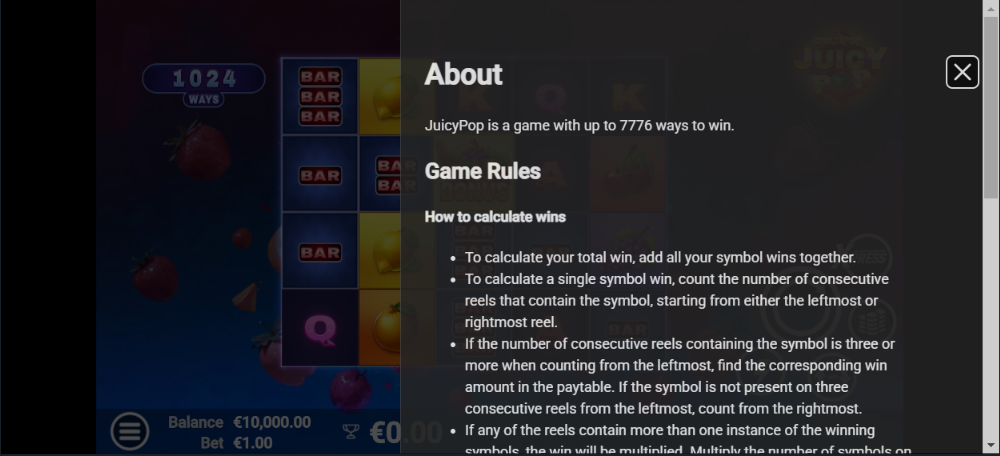 1024
WAYS
BAR
BAR
BAR
K
Q
K
JUICY
POP
BAR
BAR
BAR
BONUS
A
BAR
Q
BAR
Balance €10,000.00
Bet €1.00
€0.00
About
JuicyPop is a game with up to 7776 ways to win.
Game Rules
How to calculate wins
• To calculate your total win, add all your symbol wins together.
• To calculate a single symbol win, count the number of consecutive
reels that contain the symbol, starting from either the leftmost or
rightmost reel.
• If the number of consecutive reels containing the symbol is three or
more when counting from the leftmost, find the corresponding win
amount in the paytable. If the symbol is not present on three
consecutive reels from the leftmost, count from the rightmost.
• If any of the reels contain more than one instance of the winning
symbols, the win will be multiplied. Multiply the number of symbols on